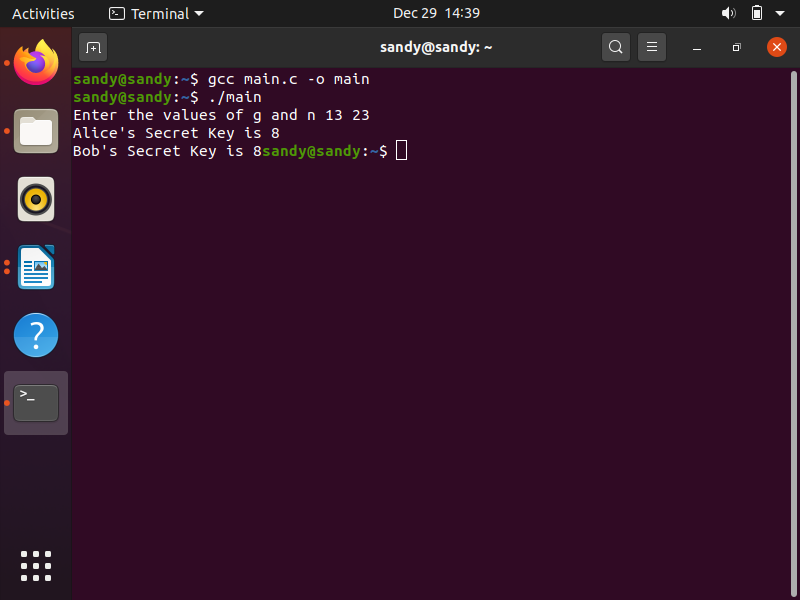 Activities Terminal Dec 29 14:39
sandy@sandy: ~
sandy@sandy:~$ gcc main.c -o main
sandy@sandy:~$ ./main
Enter the values of g and n 13 23
Alice's Secret Key is 8
Bob's Secret Key is 8sandy@sandy:~$